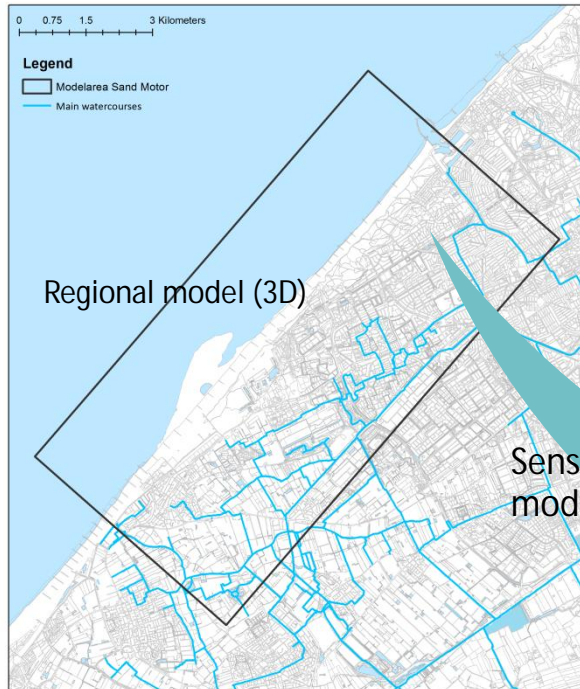 0 0.75 1.5 3 Kilometers
Legend
Modelarea Sand Motor
Main watercourses
Regional model (3D)
Sens
mod